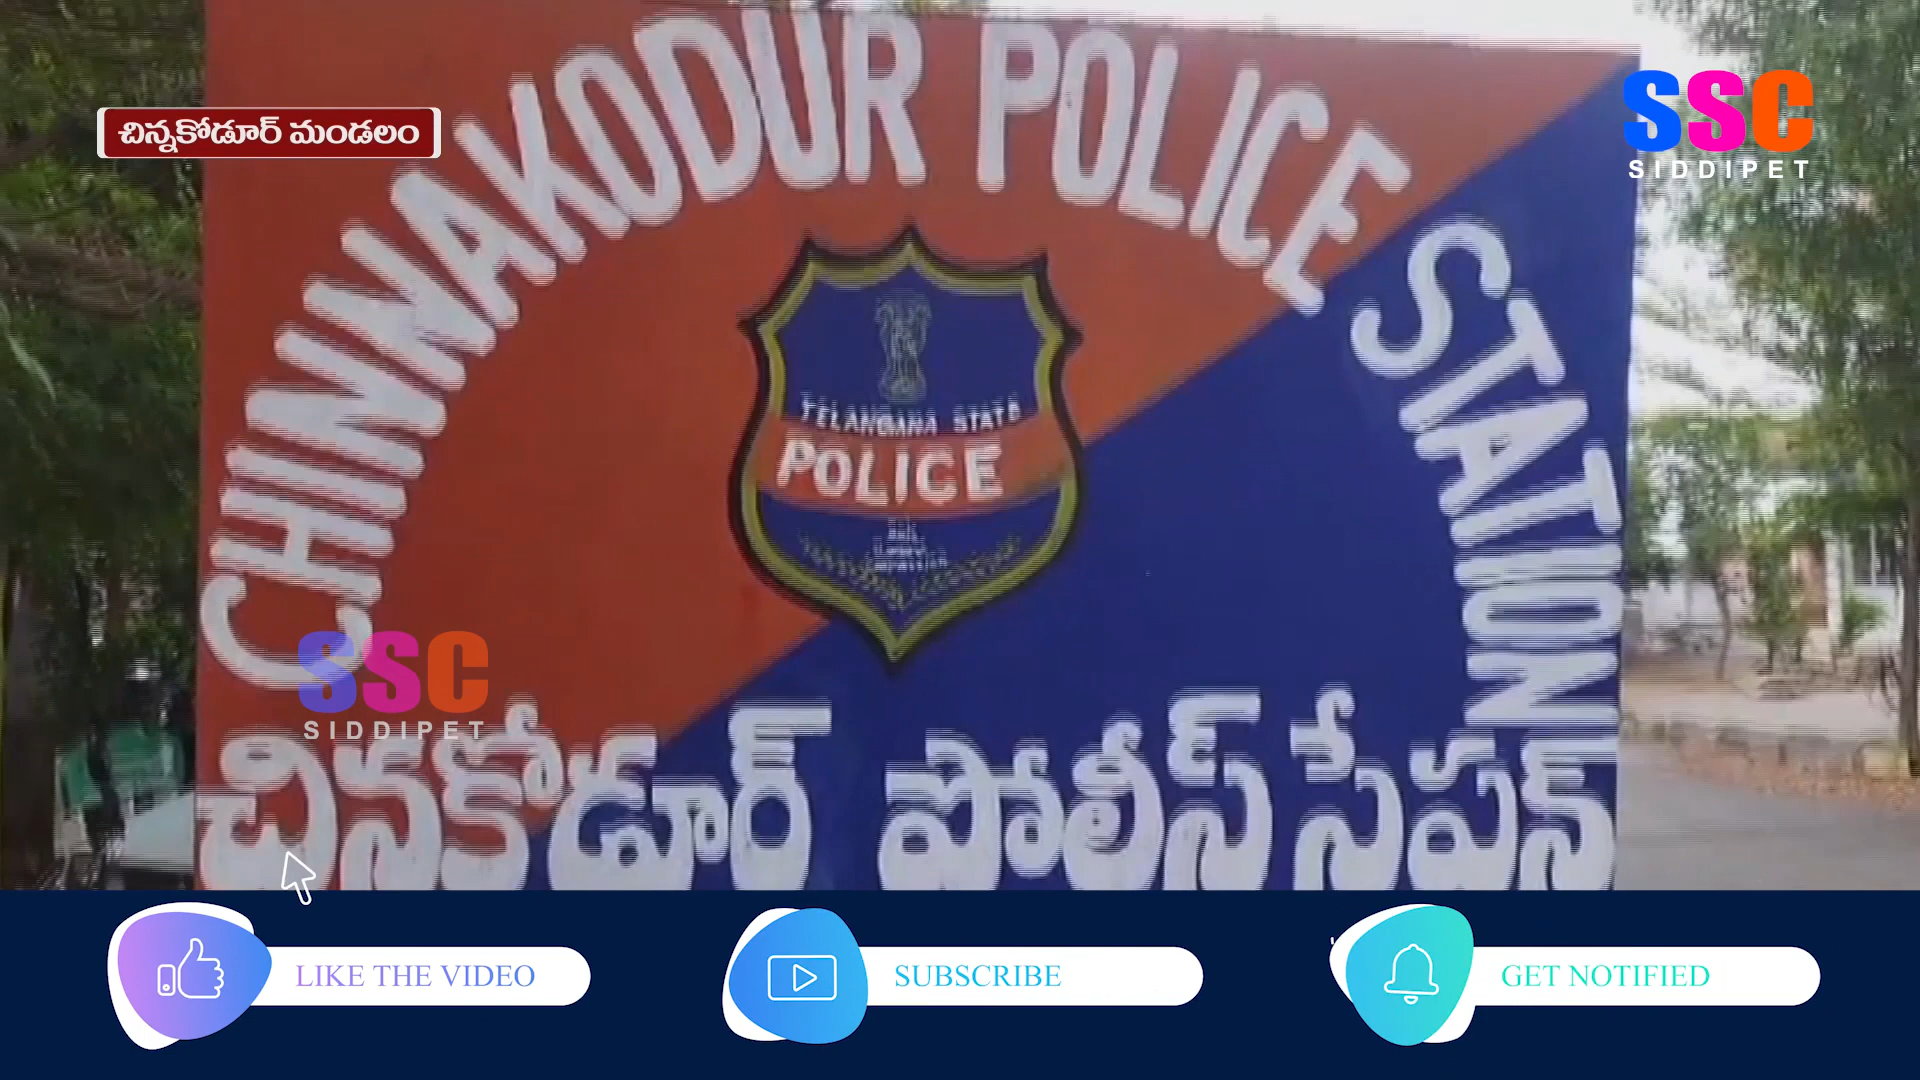 చిన్నకోడూర్ మండలం
SSC
SIDDIPET
CHINNAKODUR POLICE STATION
TELANGANA STATE
POLICE
SSC
SIDDIPET
చినకోడూర్ పోలీస్ స్టేషన్
LIKE THE VIDEO
SUBSCRIBE
GET NOTIFIED